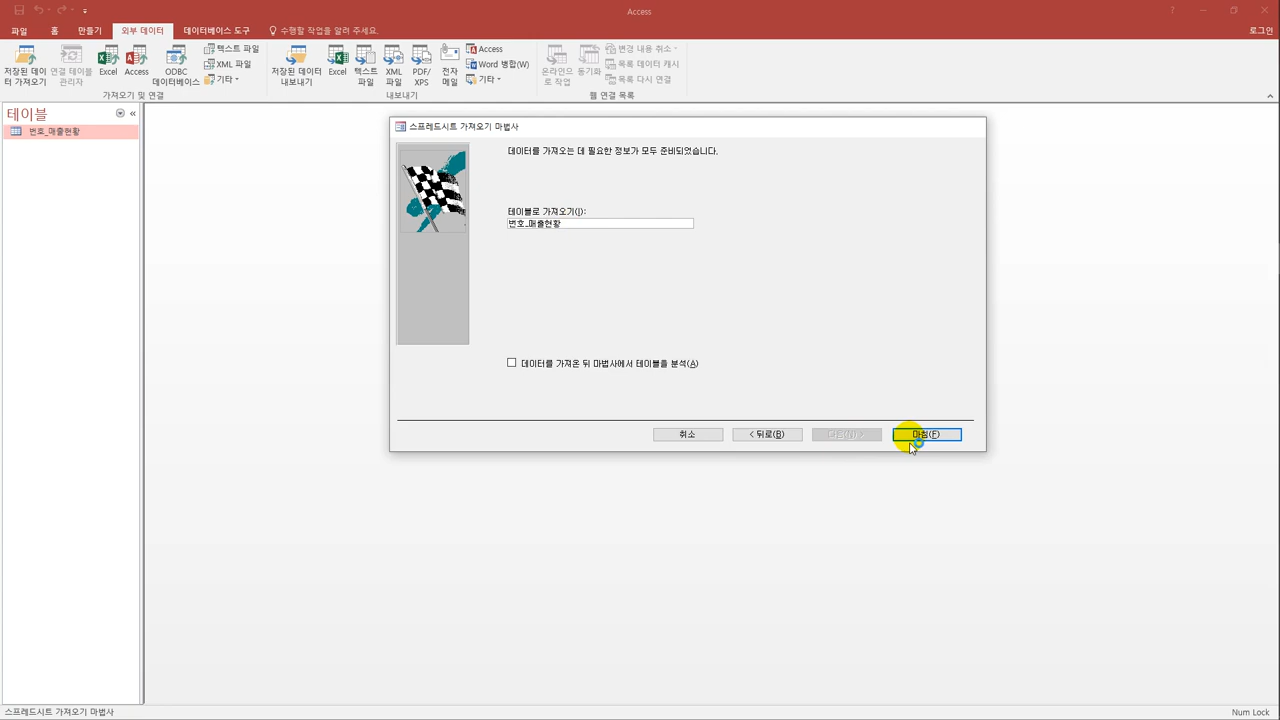 Access
로그인
파일 홈 만들기 외부 데이터 데이터베이스 도구 수행할 작업을 알려 주세요.
저장된 데이터 가져오기
연결 테이블 관리자
Excel
Access
ODBC 데이터베이스
텍스트 파일
XML 파일
기타
가져오기 및 연결
저장된 데이터 내보내기
Excel
텍스트 파일
XML 파일
PDF/XPS
전자 메일
Access
Word 병합(W)
기타
내보내기
온라인으로 작업
동기화
변경 내용 취소
목록 데이터 캐시
목록 다시 연결
웹 연결 목록
테이블
번호_매출현황
스프레드시트 가져오기 마법사
데이터를 가져오는 데 필요한 정보가 모두 준비되었습니다.
테이블로 가져오기(I):
번호_매출현황
데이터를 가져온 뒤 마법사에서 테이블을 분석(A)
취소 < 뒤로(B) 다음(N) > 마침(F)
스프레드시트 가져오기 마법사
Num Lock